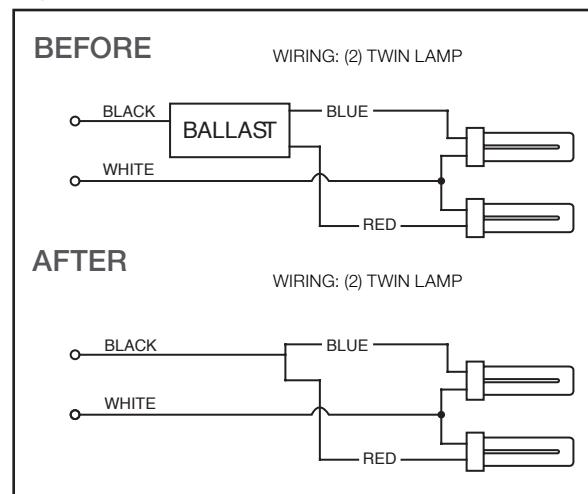 BEFORE
WIRING: (2) TWIN LAMP
BLACK
BALLAST
BLUE
WHITE
RED
AFTER
WIRING: (2) TWIN LAMP
BLACK
BLUE
WHITE
RED